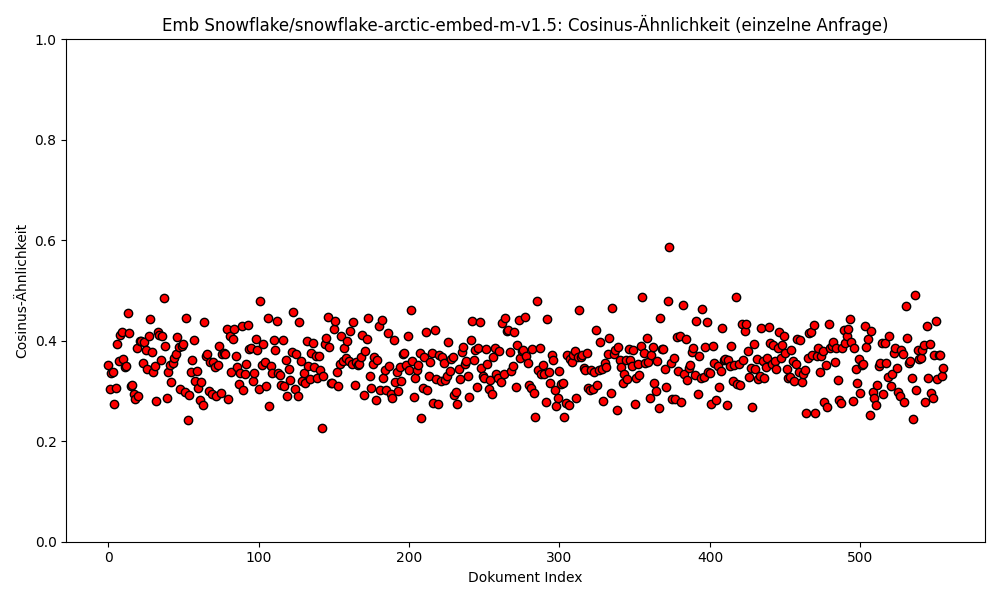 Emb Snowflake/snowflake-arctic-embed-m-v1.5: Cosinus-Ähnlichkeit (einzelne Anfrage)
1.0
0.8
0.6
0.4
0.2
0.0
Cosinus-Ähnlichkeit
0 100 200 300 400 500
Dokument Index